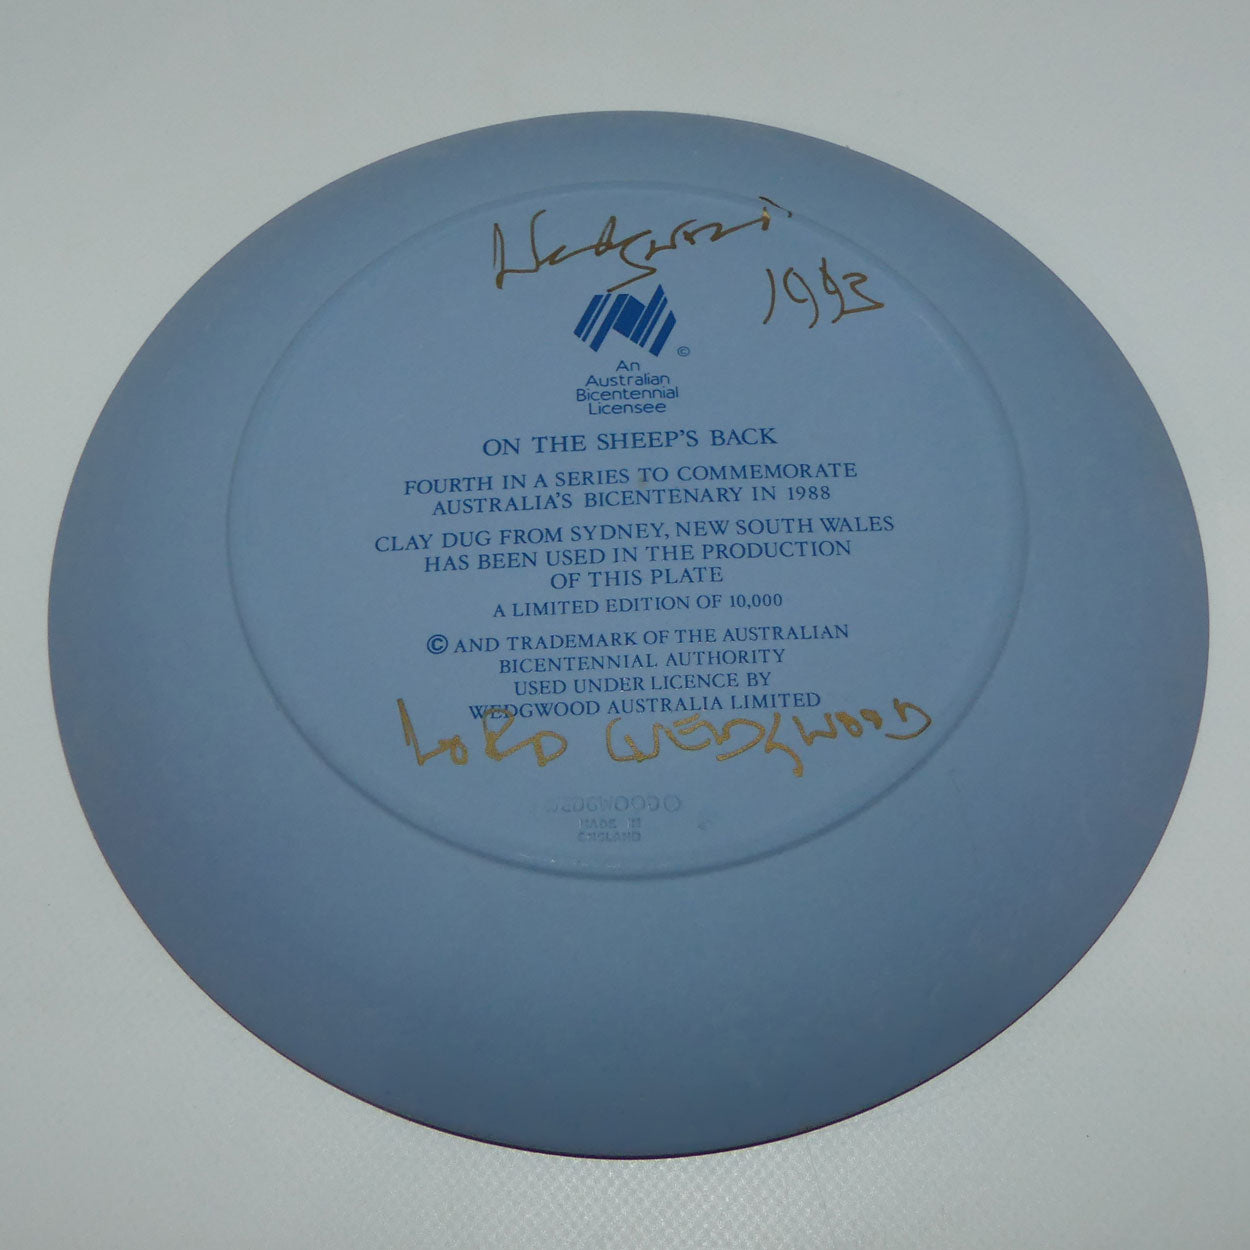 Wedgwood
1993
©
An
Australian
Bicentennial
Licensee
ON THE SHEEP'S BACK
FOURTH IN A SERIES TO COMMEMORATE
AUSTRALIA'S BICENTENARY IN 1988
CLAY DUG FROM SYDNEY, NEW SOUTH WALES
HAS BEEN USED IN THE PRODUCTION
OF THIS PLATE
A LIMITED EDITION OF 10,000
© AND TRADEMARK OF THE AUSTRALIAN
BICENTENNIAL AUTHORITY
USED UNDER LICENCE BY
WEDGWOOD AUSTRALIA LIMITED
LORD WEDGWOOD
WEDGWOOD©
MADE IN
ENGLAND